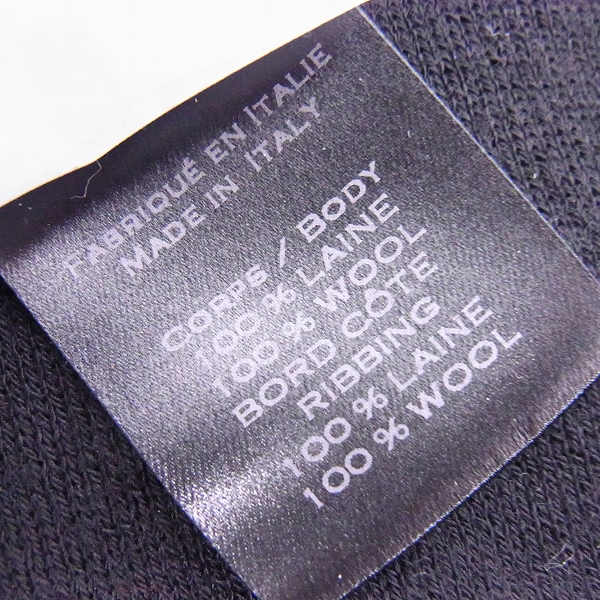 FABRIQUÉ EN ITALIE
MADE IN ITALY
CORPS / BODY
100 % LAINE
100 % WOOL
BORD CÔTE
RIBBING
100 % LAINE
100 % WOOL